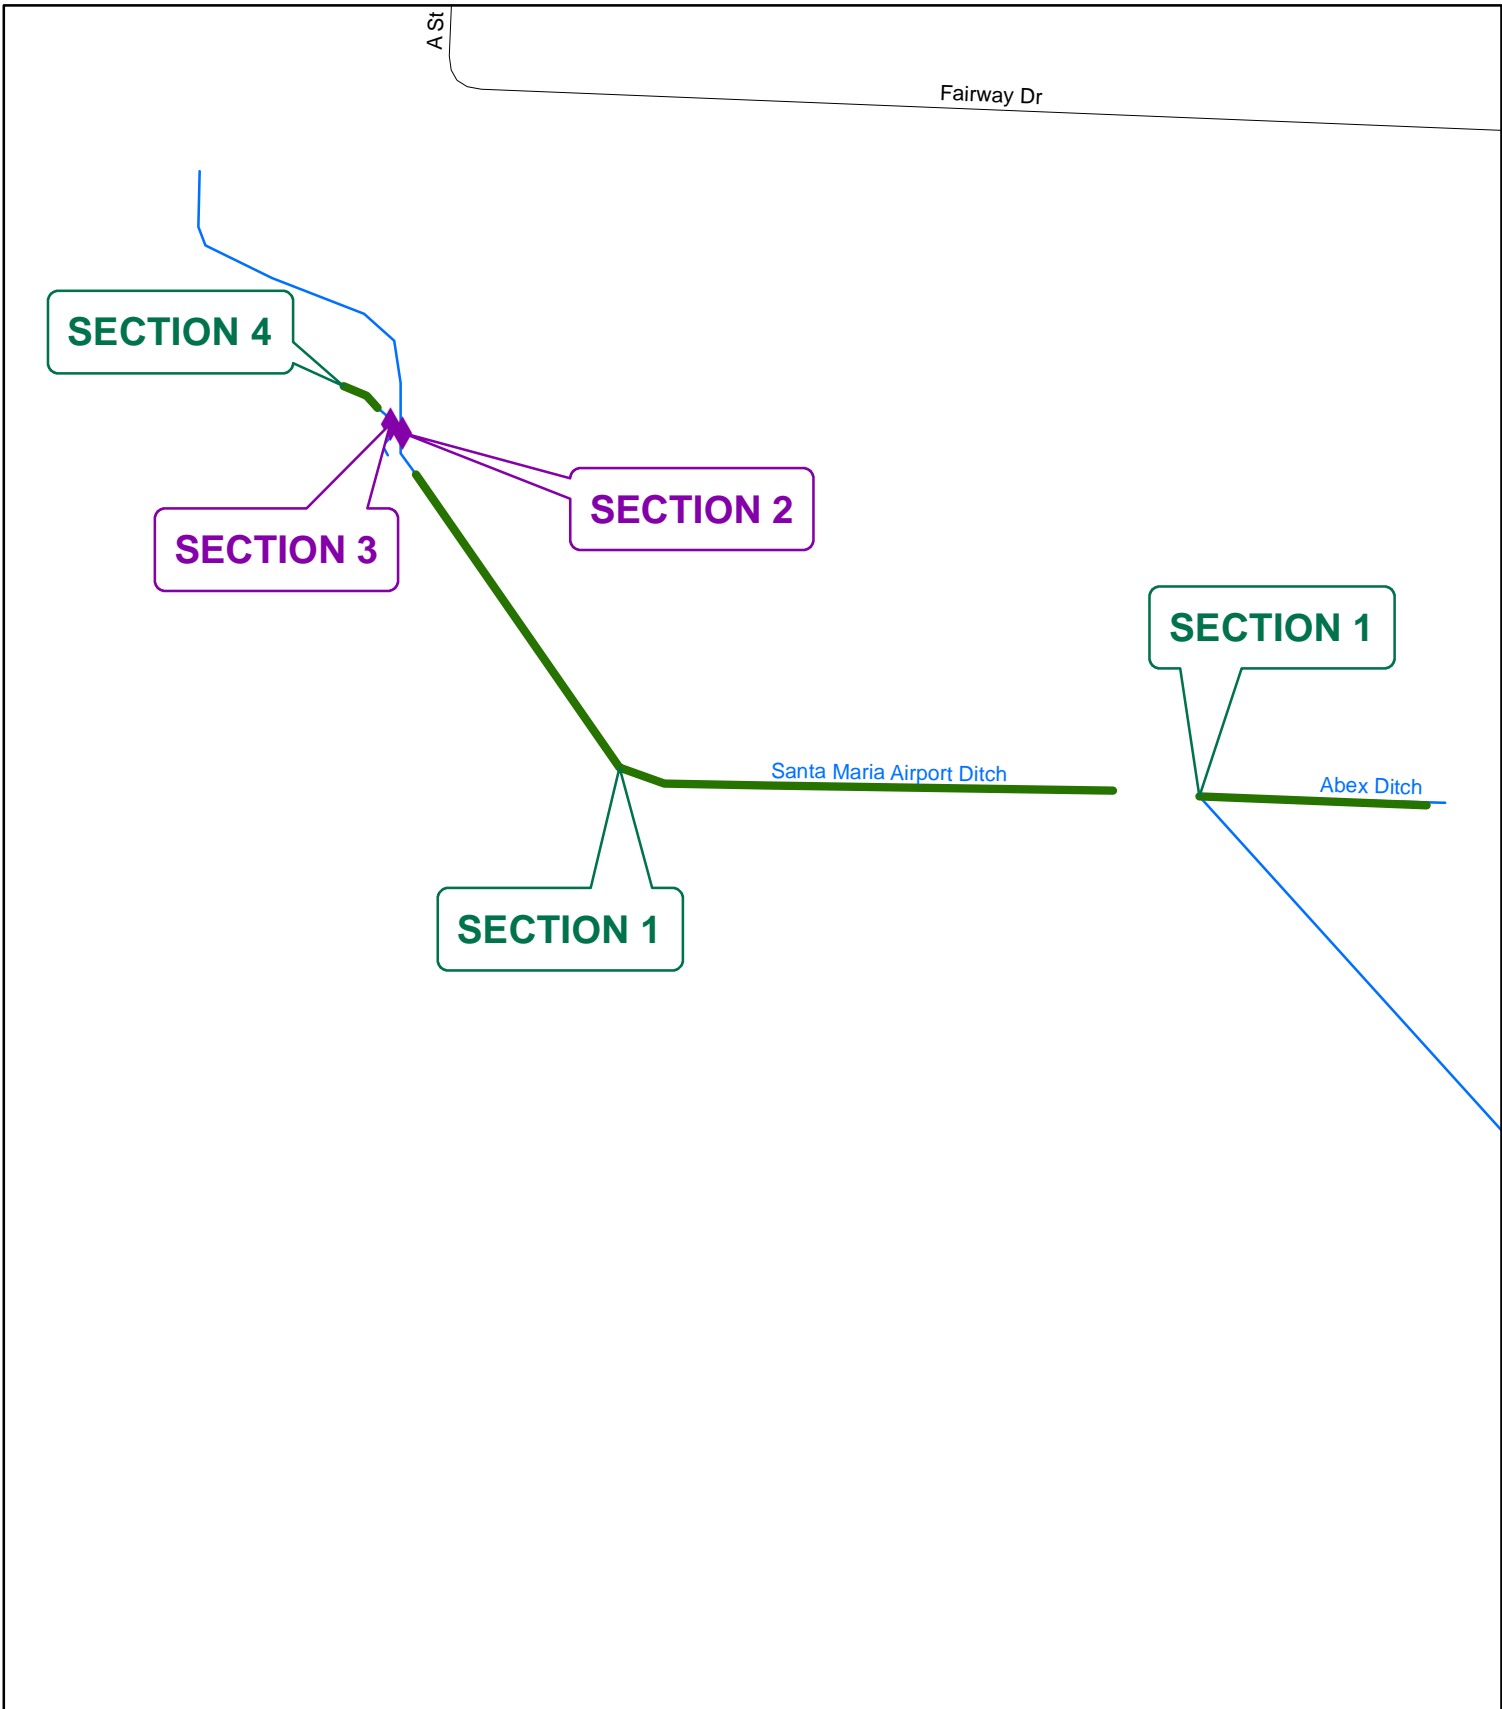 A St
Fairway Dr
SECTION 4
SECTION 2
SECTION 3
SECTION 1
Santa Maria Airport Ditch
Abex Ditch
SECTION 1